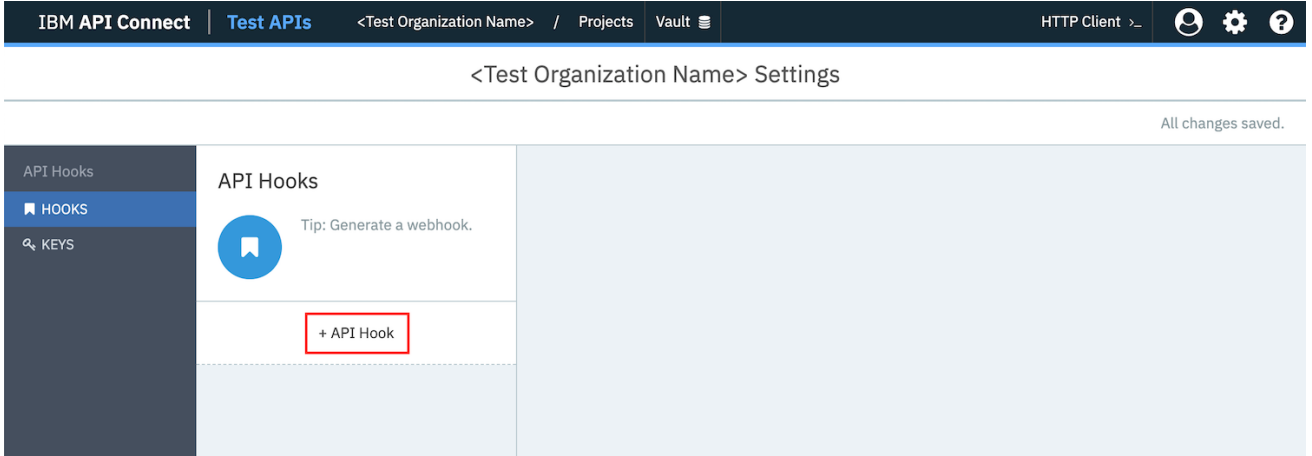 IBM API Connect Test APIs <Test Organization Name> / Projects Vault HTTP Client >_
<Test Organization Name> Settings
All changes saved.
API Hooks
HOOKS
KEYS
API Hooks
Tip: Generate a webhook.
+ API Hook